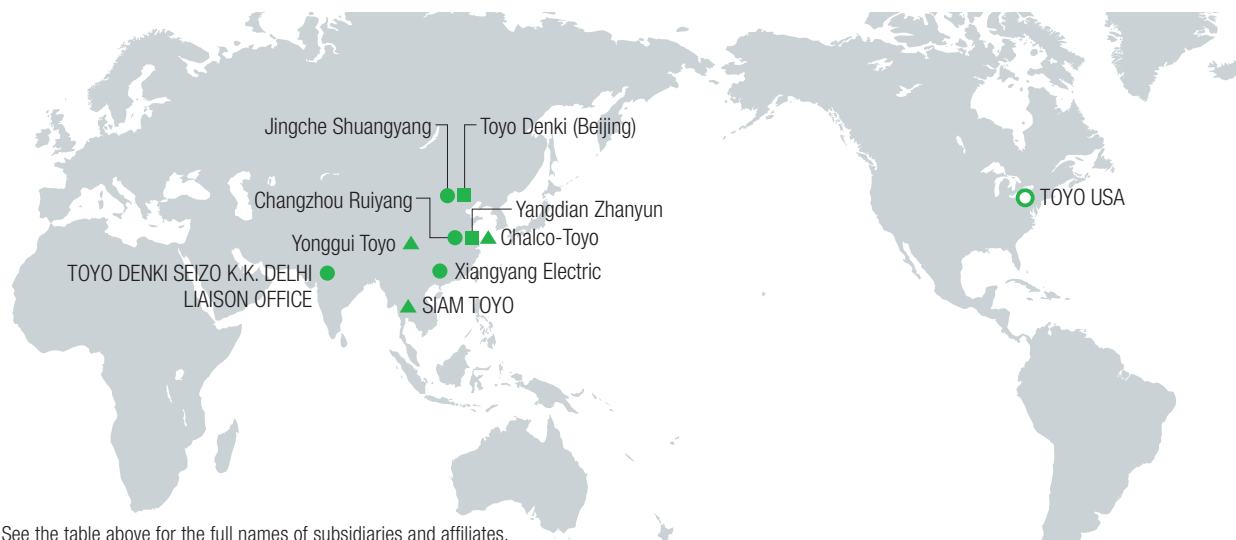 Jingche Shuangyang
Toyo Denki (Beijing)
Changzhou Ruiyang
Yangdian Zhanyun
TOYO USA
Yonggui Toyo
Chalco-Toyo
TOYO DENKI SEIZO K.K. DELHI
LIAISON OFFICE
Xiangyang Electric
SIAM TOYO
See the table above for the full names of subsidiaries and affiliates.